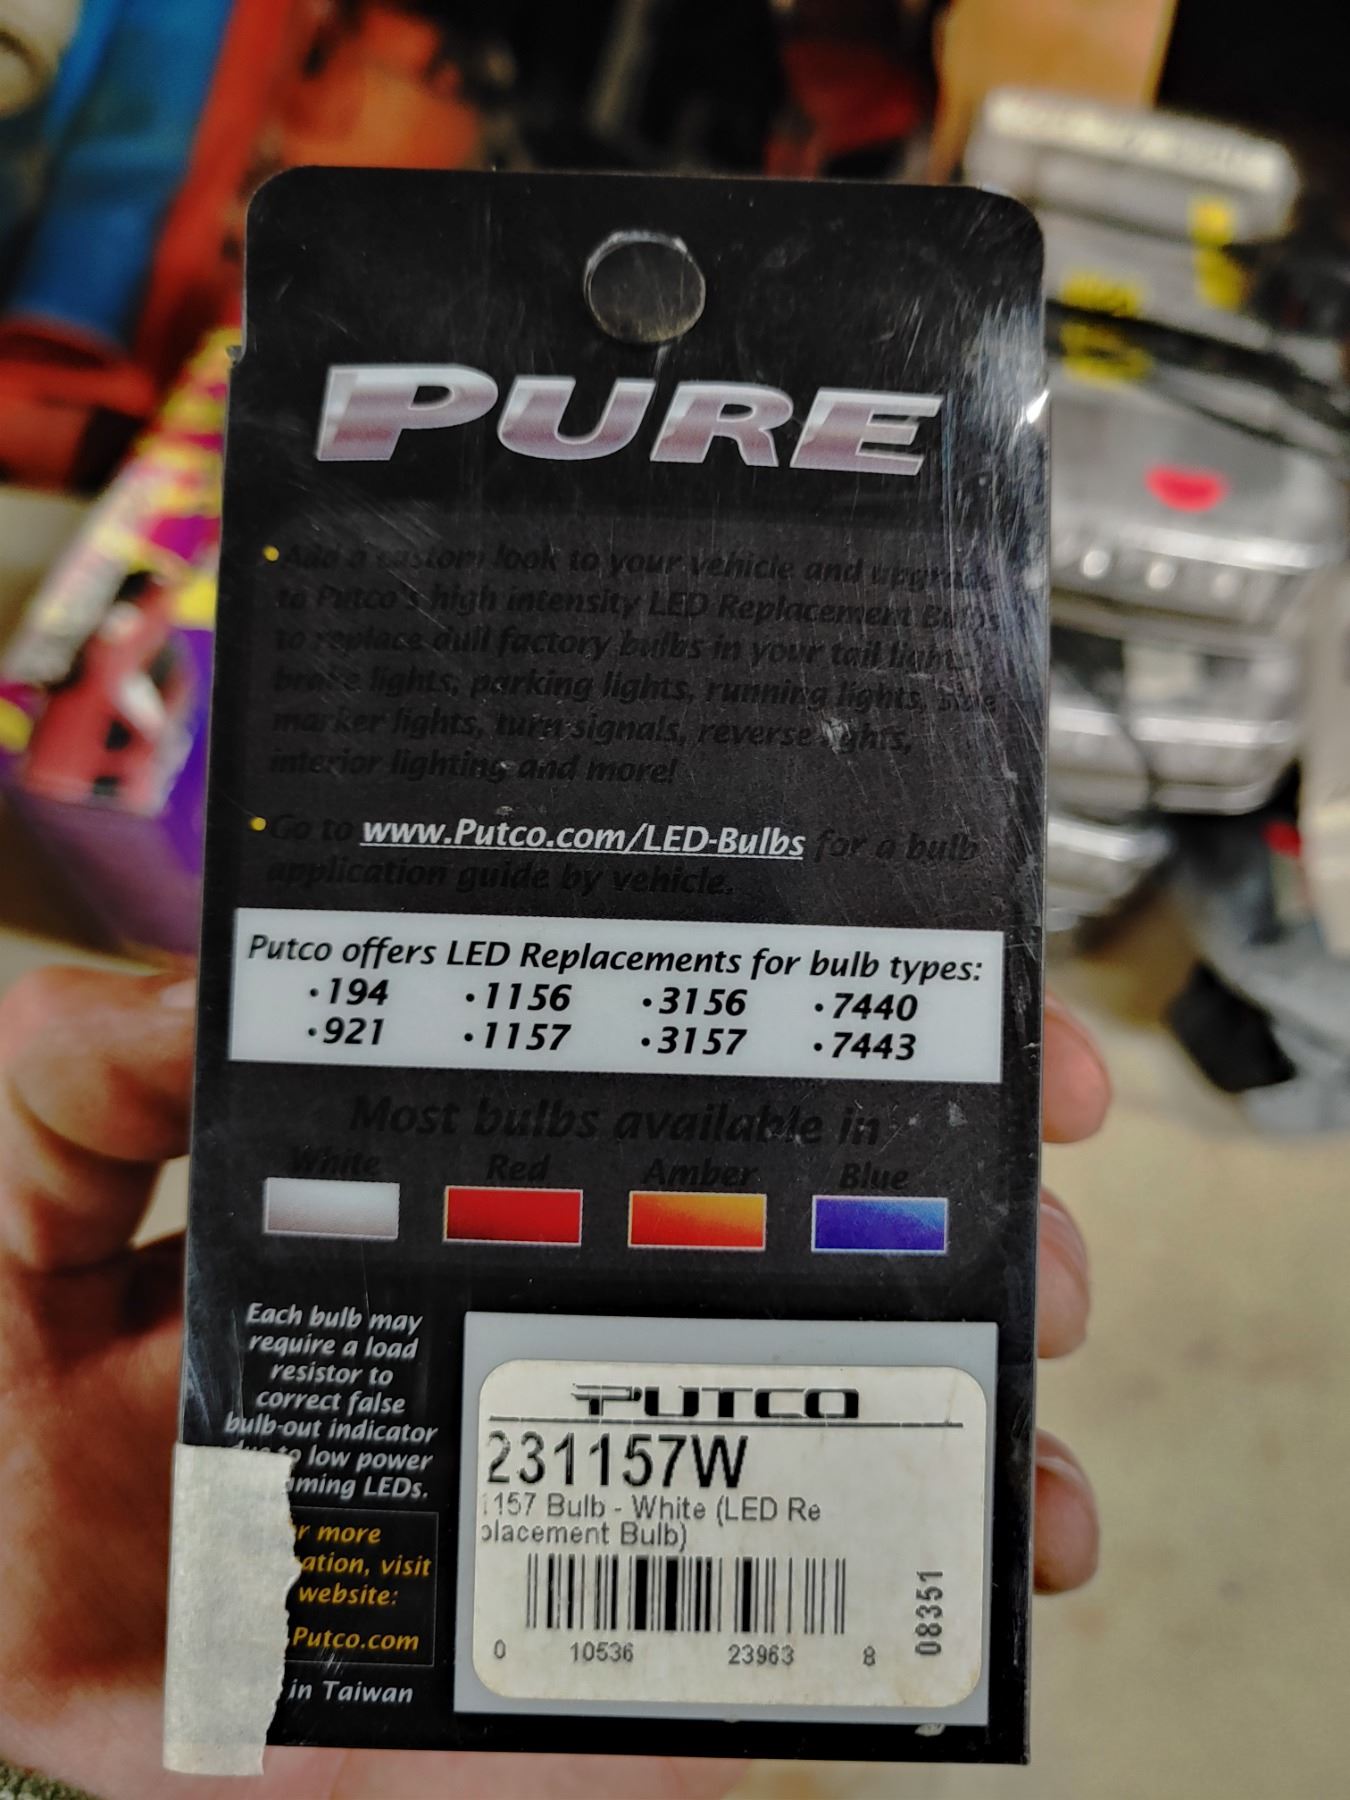 PURE
Add a custom look to your vehicle and upgrade
to Putco's high intensity LED Replacement Bulbs
to replace dull factory bulbs in your tail lights,
brake lights, parking lights, running lights, side
marker lights, turn signals, reverse lights,
interior lighting and more!
Go to www.Putco.com/LED-Bulbs for a bulb
application guide by vehicle.
Putco offers LED Replacements for bulb types:
•194 •1156 •3156 •7440
•921 •1157 •3157 •7443
Most bulbs available in
White Red Amber Blue
Each bulb may
require a load
resistor to
correct false
bulb-out indicator
to low power
LEDs.
more
visit
website:
Putco.com
in Taiwan
PUTCO
231157W
1157 Bulb - White (LED Re
placement Bulb)
0 10536 23963 8
08351